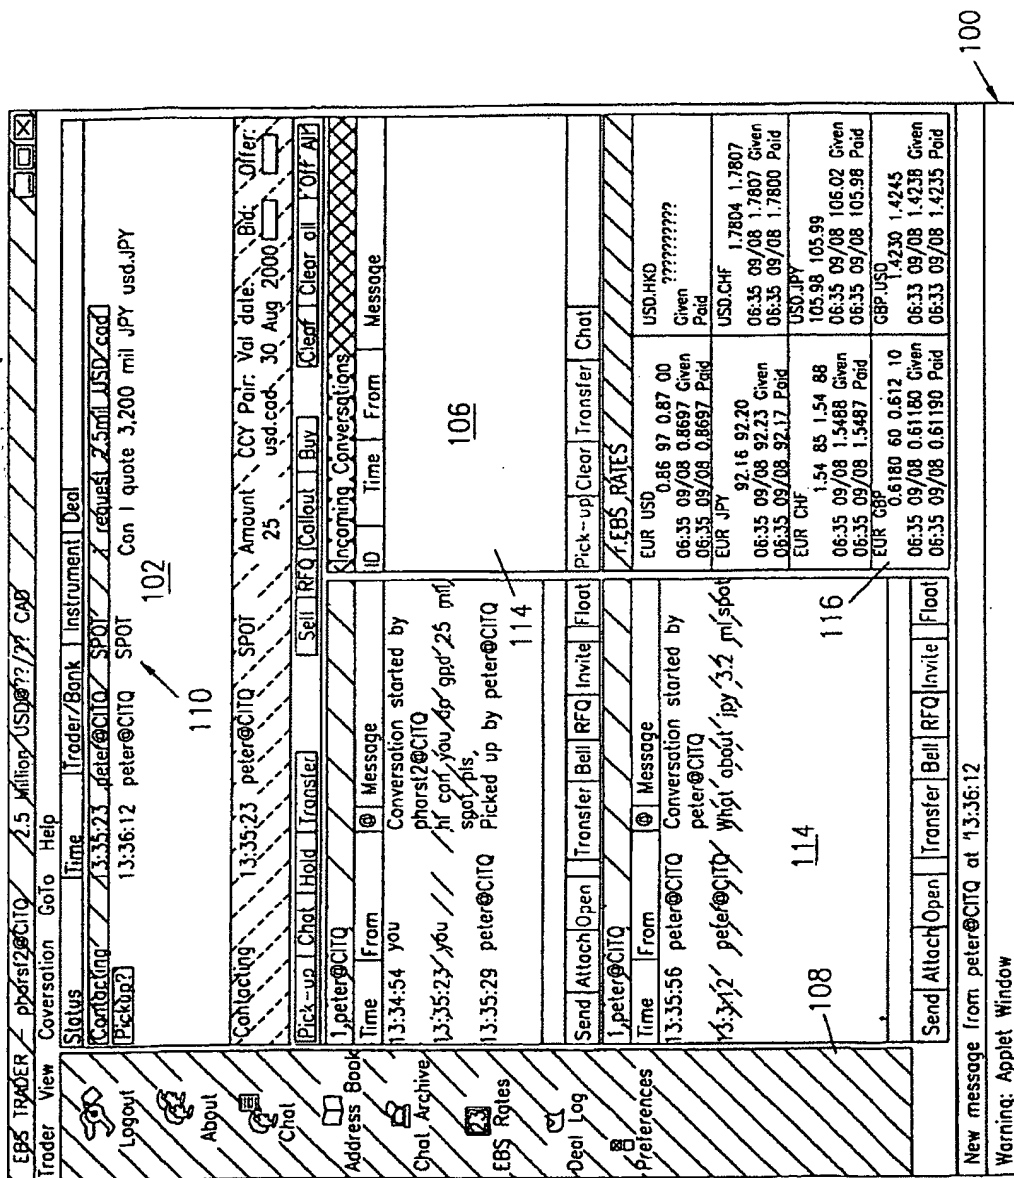 EBS TRADER - pharst2@CITQ 2.5 Million USD@??/?? CAD
Trader View Coversation GoTo Help
Logout
About
Chat
Address Book
Chat Archive
23
EBS Rates
Deal Log
Preferences
Status Time Trader/Bank Instrument Deal
Contacting 13:35:23 peter@CITQ SPOT request 2.5mil USD/cad
Pickup? 13:36:12 peter@CITQ SPOT Can I quote 3,200 mil JPY usd.JPY
102
110
Amount CCY Pair: Val date: Bid: Offer:
Contacting 13:35:23 peter@CITQ SPOT 25 usd.cad 30 Aug 2000
Pick-up Chat Hold Transfer Sell RFQ Callout Buy Clear Clear all Off All
1,peter@CITQ
Time From @ Message
13:34:54 you Conversation started by
pharst2@CITQ
13:35:23 you hi can you do gpd 25 mil
spot pls,
13:35:29 peter@CITQ Picked up by peter@CITQ
Send Attach Open Transfer Bell RFQ Invite Float
1,peter@CITQ
Time From @ Message
13:35:56 peter@CITQ Conversation started by
peter@CITQ
13:3:12 peter@CITQ What about jpy 3.2 ml spot
114
108
Send Attach Open Transfer Bell RFQ Invite Float
Incoming Conversations
ID Time From Message
106
114
Pick-up Clear Transfer Chat
EBS RATES
EUR USD
0.86 97 0.87 00
06:35 09/08 0.8697 Given
06:35 09/08 0.8697 Paid
EUR JPY
92.16 92.20
06:35 09/08 92.23 Given
06:35 09/08 92.17 Paid
EUR CHF
1.54 85 1.54 88
06:35 09/08 1.5488 Given
06:35 09/08 1.5487 Paid
EUR GBP
0.6180 60 0.612 10
06:35 09/08 0.61180 Given
06:35 09/08 0.61190 Paid
USD.HKD
??????????
Given
Paid
USD.CHF
1.7804 1.7807
06:35 09/08 1.7807 Given
06:35 09/08 1.7800 Paid
USD.JPY
105.98 105.99
06:35 09/08 106.02 Given
06:35 09/08 105.98 Paid
GBP.USD
1.4230 1.4245
06:33 09/08 1.4238 Given
06:33 09/08 1.4235 Paid
116
New message from peter@CITQ at 13:36:12
Warning: Applet Window
100